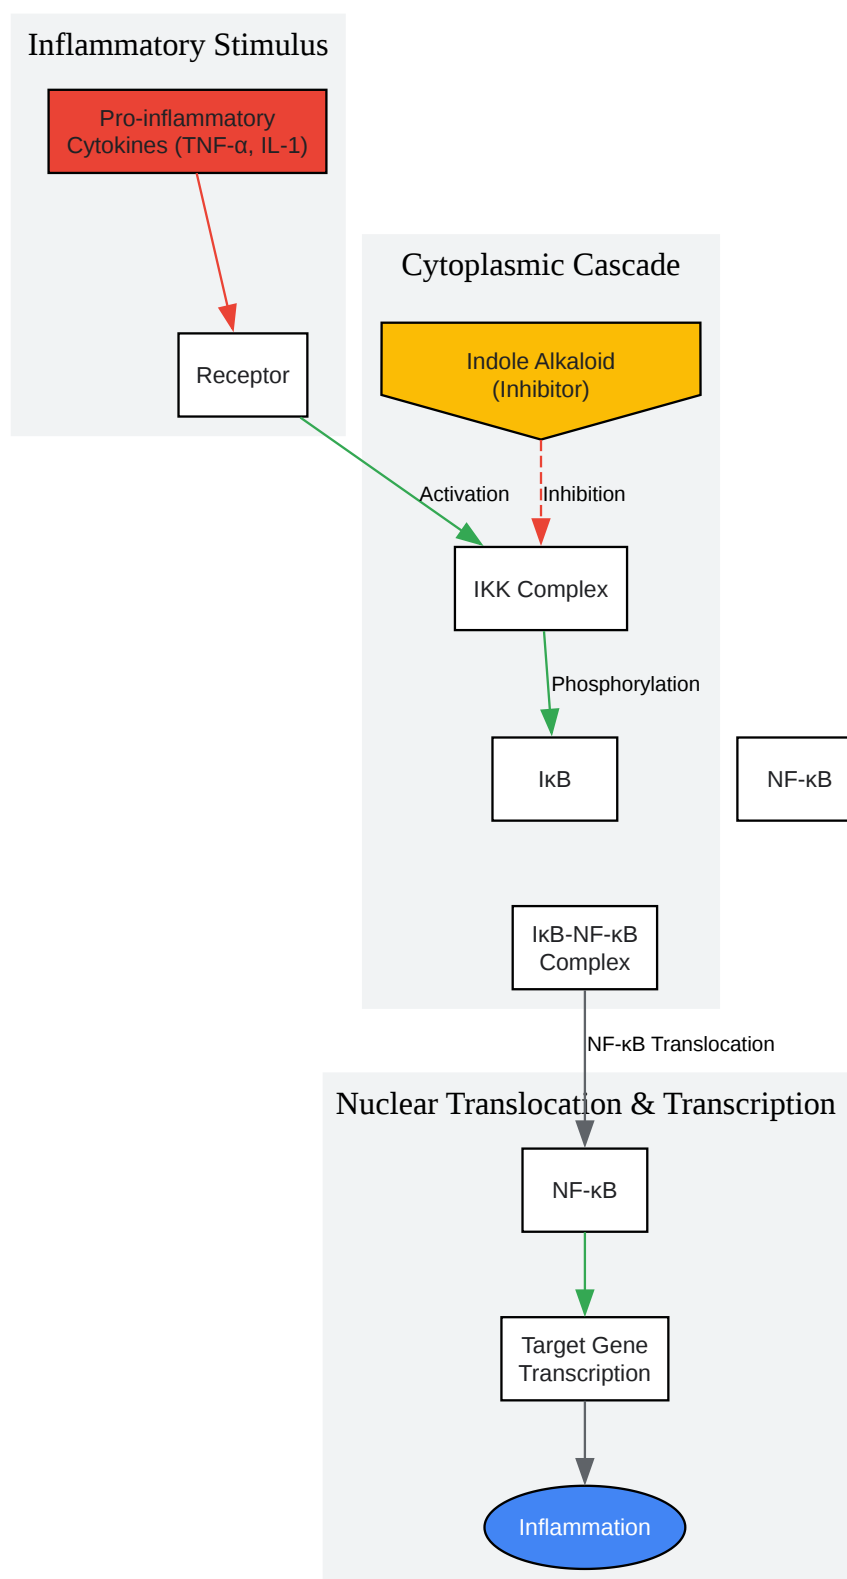 Inflammatory Stimulus
Pro-inflammatory
Cytokines (TNF-α, IL-1)
Receptor
Cytoplasmic Cascade
Indole Alkaloid
(Inhibitor)
Activation
Inhibition
IKK Complex
Phosphorylation
IκB
NF-κB
IκB-NF-κB
Complex
NF-κB Translocation
Nuclear Translocation & Transcription
NF-κB
Target Gene
Transcription
Inflammation